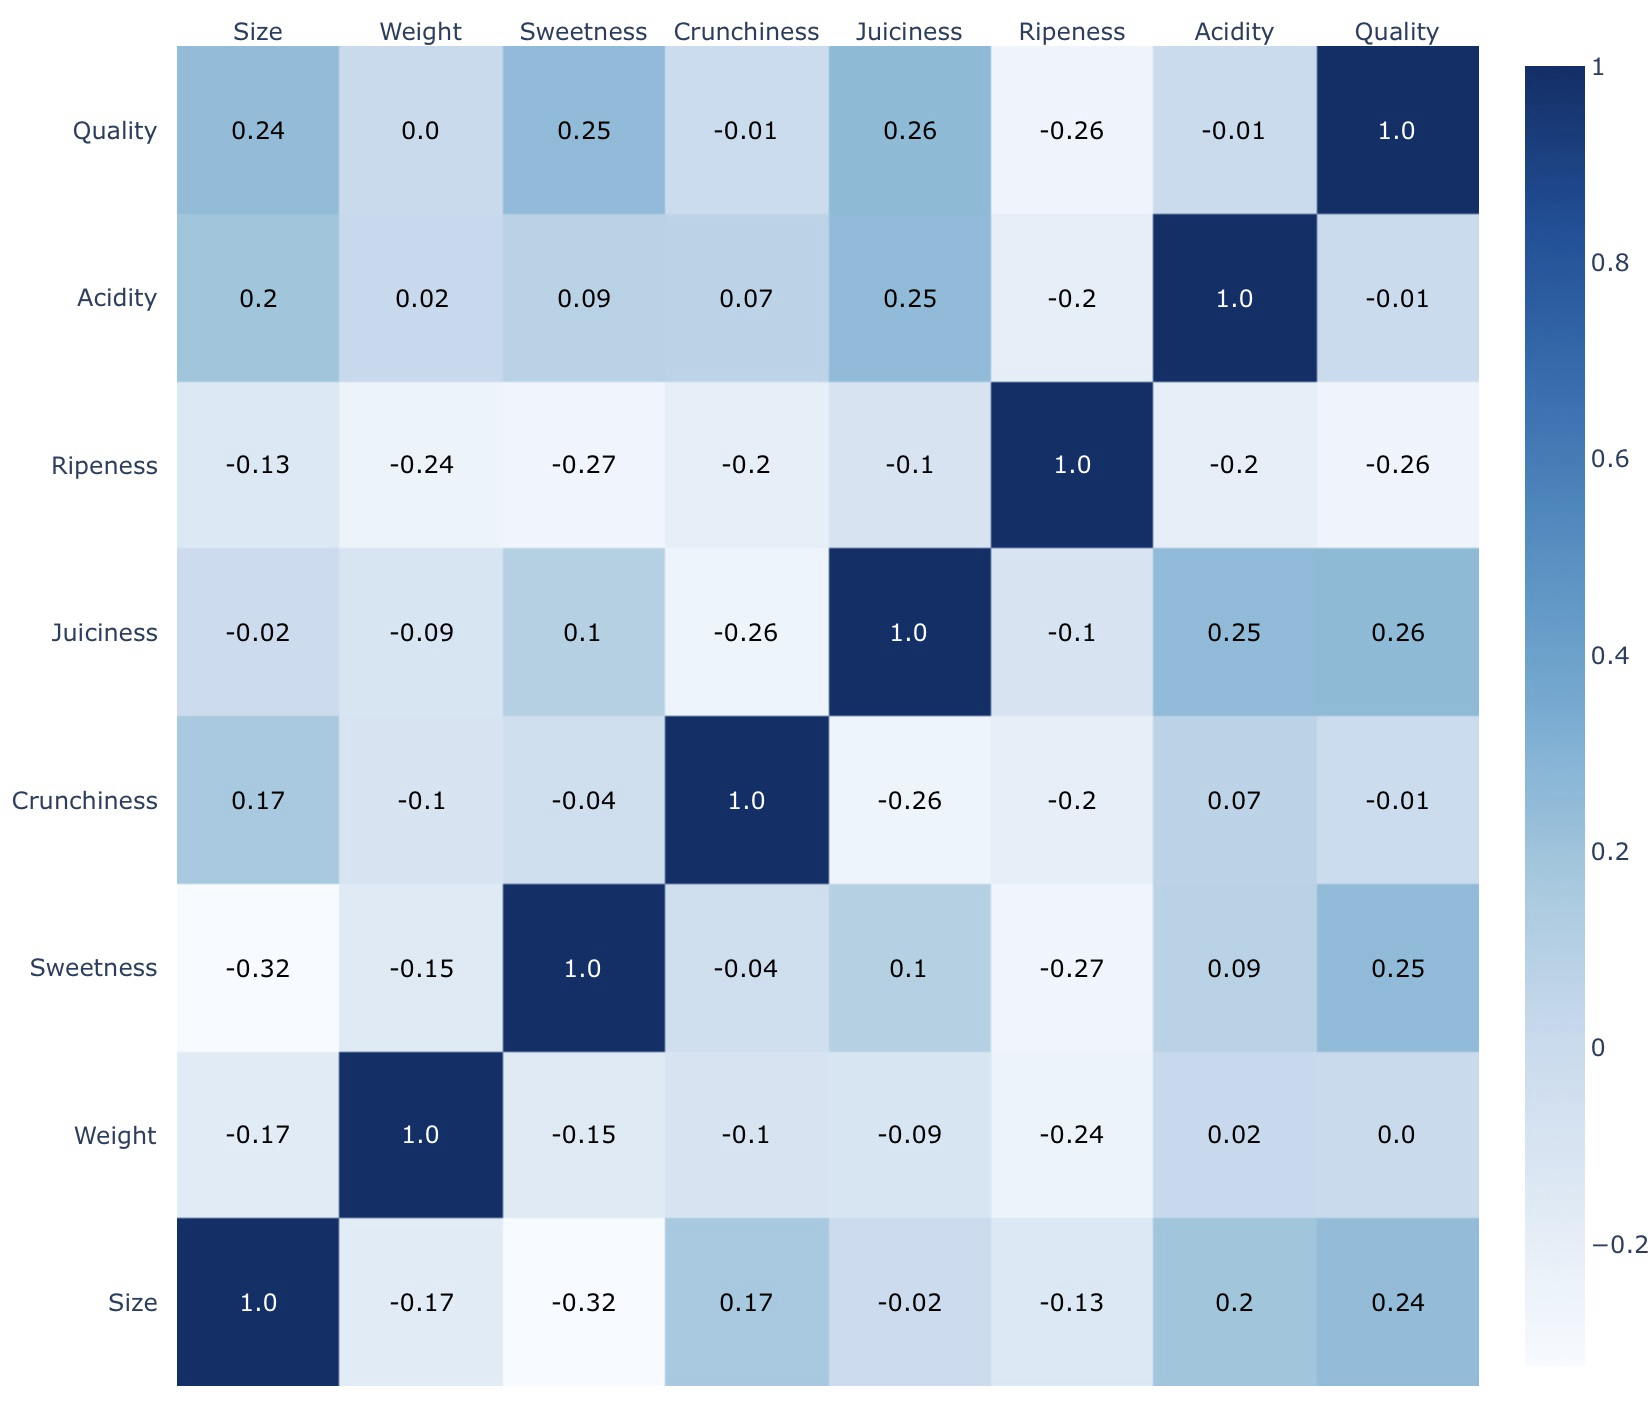 Size Weight Sweetness Crunchiness Juiciness Ripeness Acidity Quality
Quality 0.24 0.0 0.25 -0.01 0.26 -0.26 -0.01 1.0
Acidity 0.2 0.02 0.09 0.07 0.25 -0.2 1.0 -0.01
Ripeness -0.13 -0.24 -0.27 -0.2 -0.1 1.0 -0.2 -0.26
Juiciness -0.02 -0.09 0.1 -0.26 1.0 -0.1 0.25 0.26
Crunchiness 0.17 -0.1 -0.04 1.0 -0.26 -0.2 0.07 -0.01
Sweetness -0.32 -0.15 1.0 -0.04 0.1 -0.27 0.09 0.25
Weight -0.17 1.0 -0.15 -0.1 -0.09 -0.24 0.02 0.0
Size 1.0 -0.17 -0.32 0.17 -0.02 -0.13 0.2 0.24
1
0.8
0.6
0.4
0.2
0
−0.2